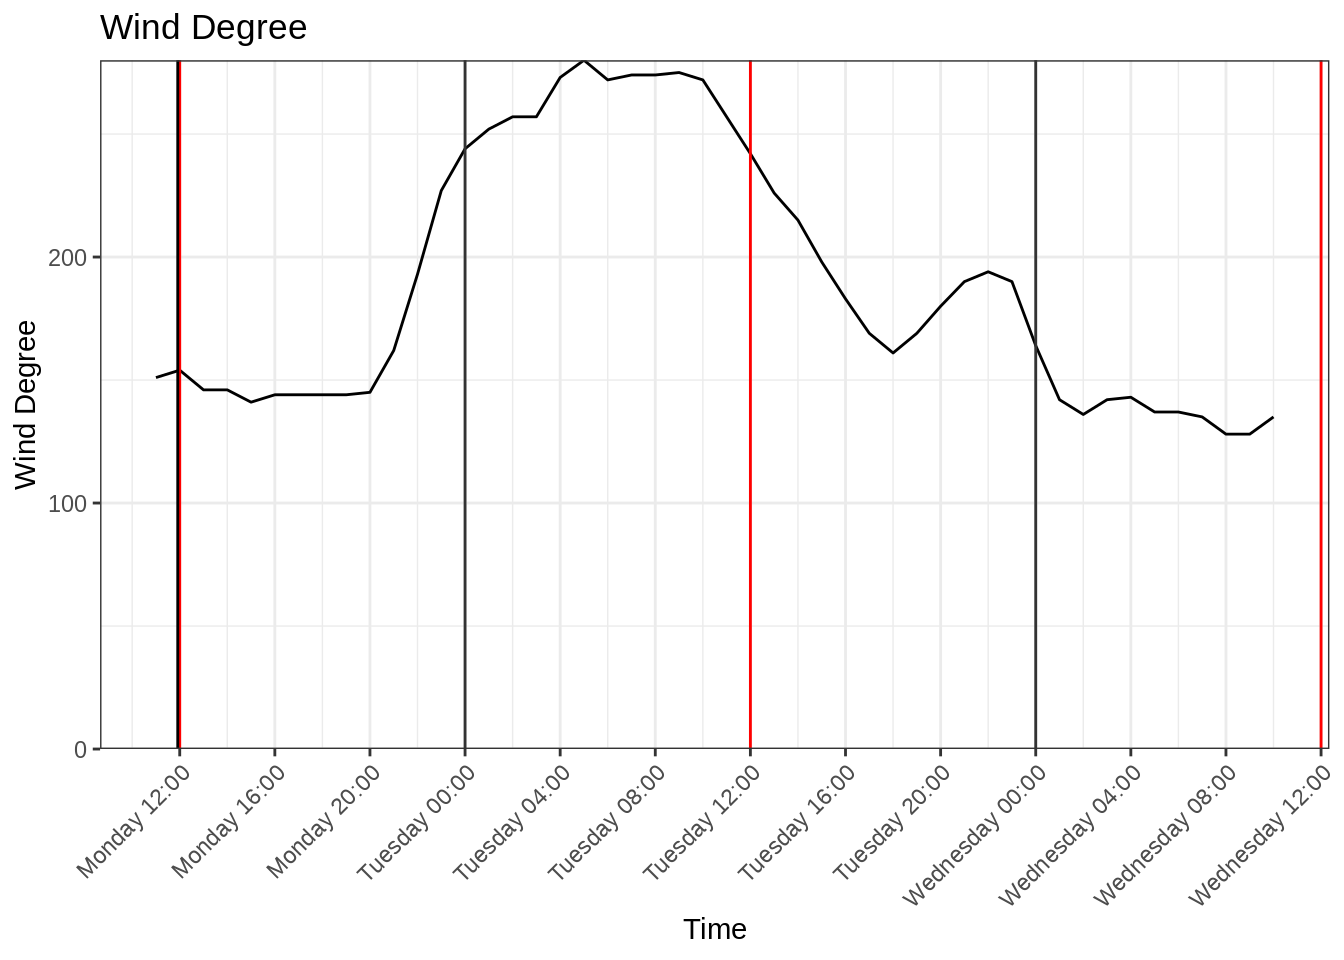 Wind Degree
Wind Degree
200
100
0
Monday 12:00
Monday 16:00
Monday 20:00
Tuesday 00:00
Tuesday 04:00
Tuesday 08:00
Tuesday 12:00
Tuesday 16:00
Tuesday 20:00
Wednesday 00:00
Wednesday 04:00
Wednesday 08:00
Wednesday 12:00
Time